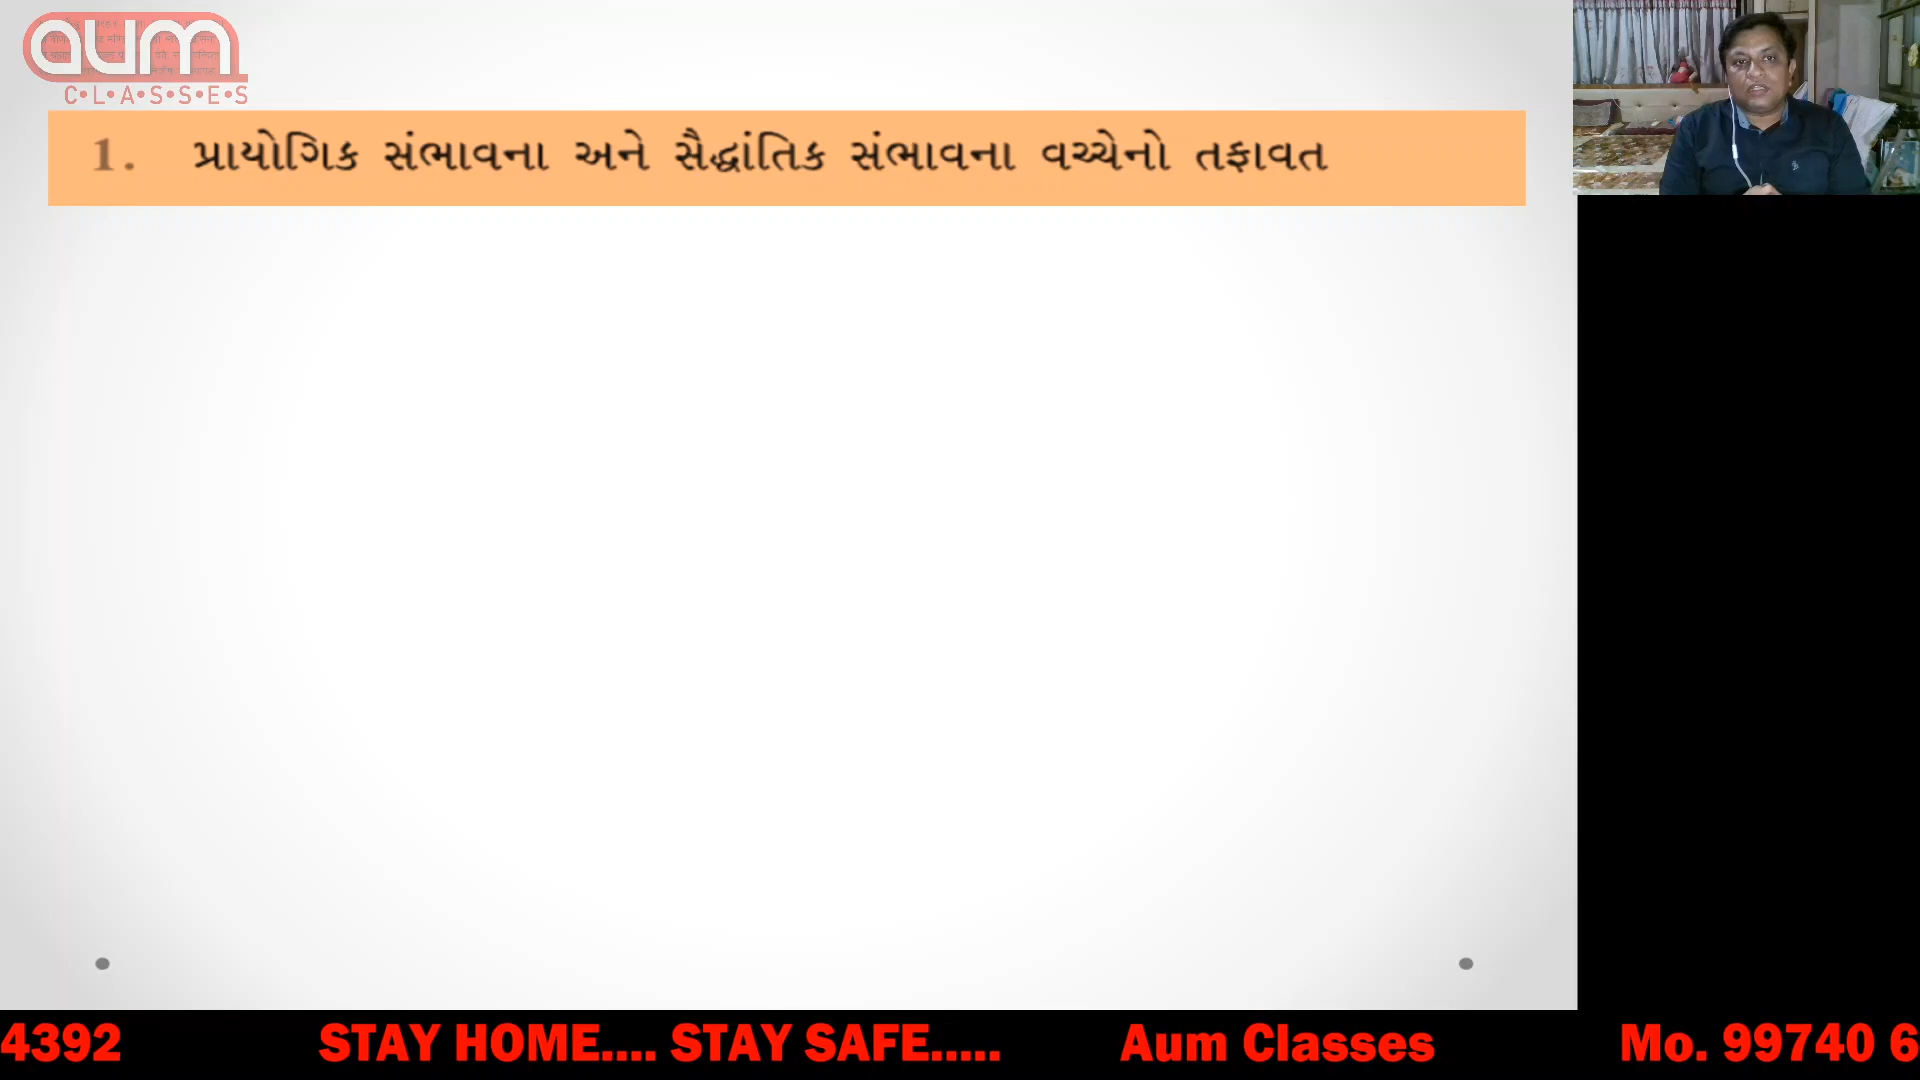 aum
C•L•A•S•S•E•S
1. પ્રાયોગિક સંભાવના અને સૈદ્ધાંતિક સંભાવના વચ્ચેનો તફાવત
4392 STAY HOME.... STAY SAFE..... Aum Classes Mo. 99740 6